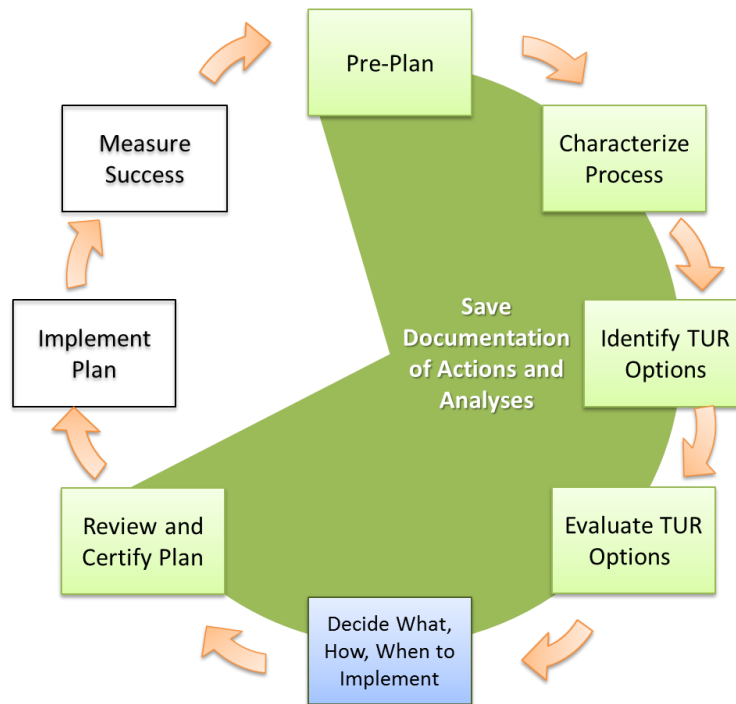 Pre-Plan
Characterize
Process
Identify TUR
Options
Evaluate TUR
Options
Decide What,
How, When to
Implement
Review and
Certify Plan
Implement
Plan
Measure
Success
Save
Documentation
of Actions and
Analyses